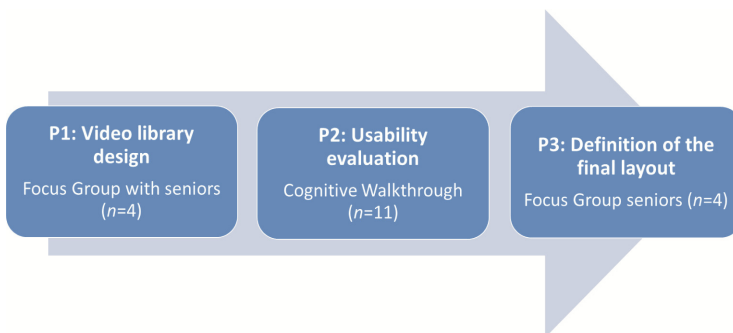 P1: Video library
design
Focus Group with seniors
(n=4)
P2: Usability
evaluation
Cognitive Walkthrough
(n=11)
P3: Definition of the
final layout
Focus Group seniors (n=4)